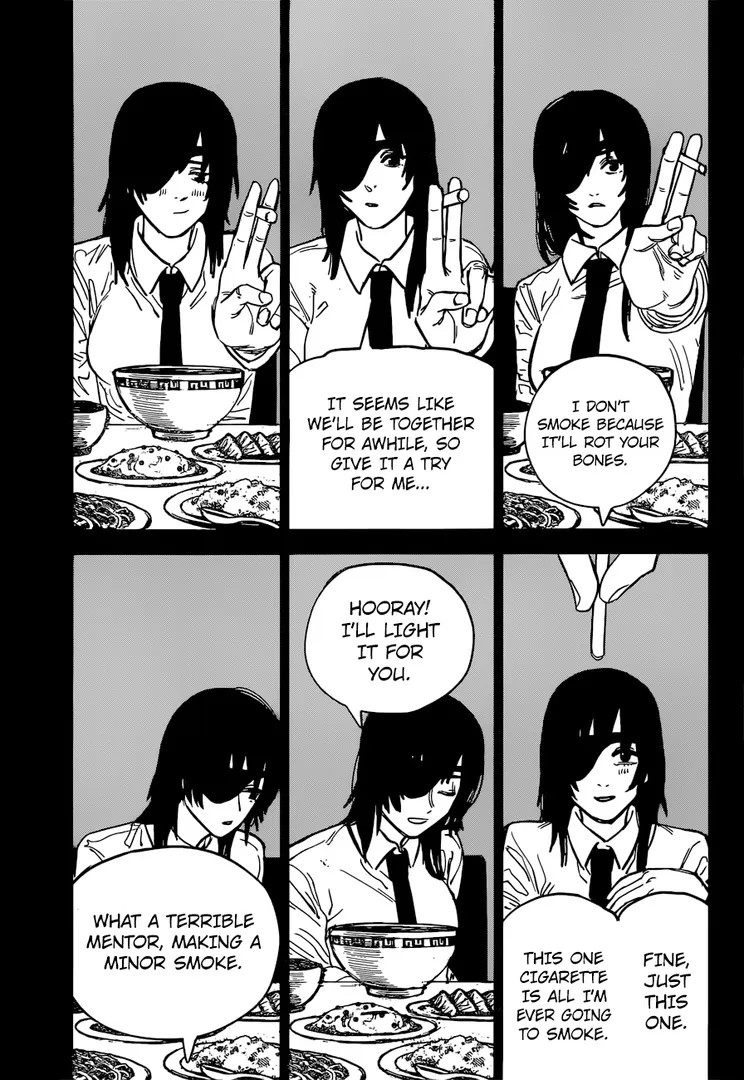 I DON'T
SMOKE BECAUSE
IT'LL ROT YOUR
BONES.
IT SEEMS LIKE
WE'LL BE TOGETHER
FOR AWHILE, SO
GIVE IT A TRY
FOR ME...
FINE,
JUST
THIS
ONE.
THIS ONE
CIGARETTE
IS ALL I'M
EVER GOING
TO SMOKE.
HOORAY!
I'LL LIGHT
IT FOR
YOU.
WHAT A TERRIBLE
MENTOR, MAKING A
MINOR SMOKE.